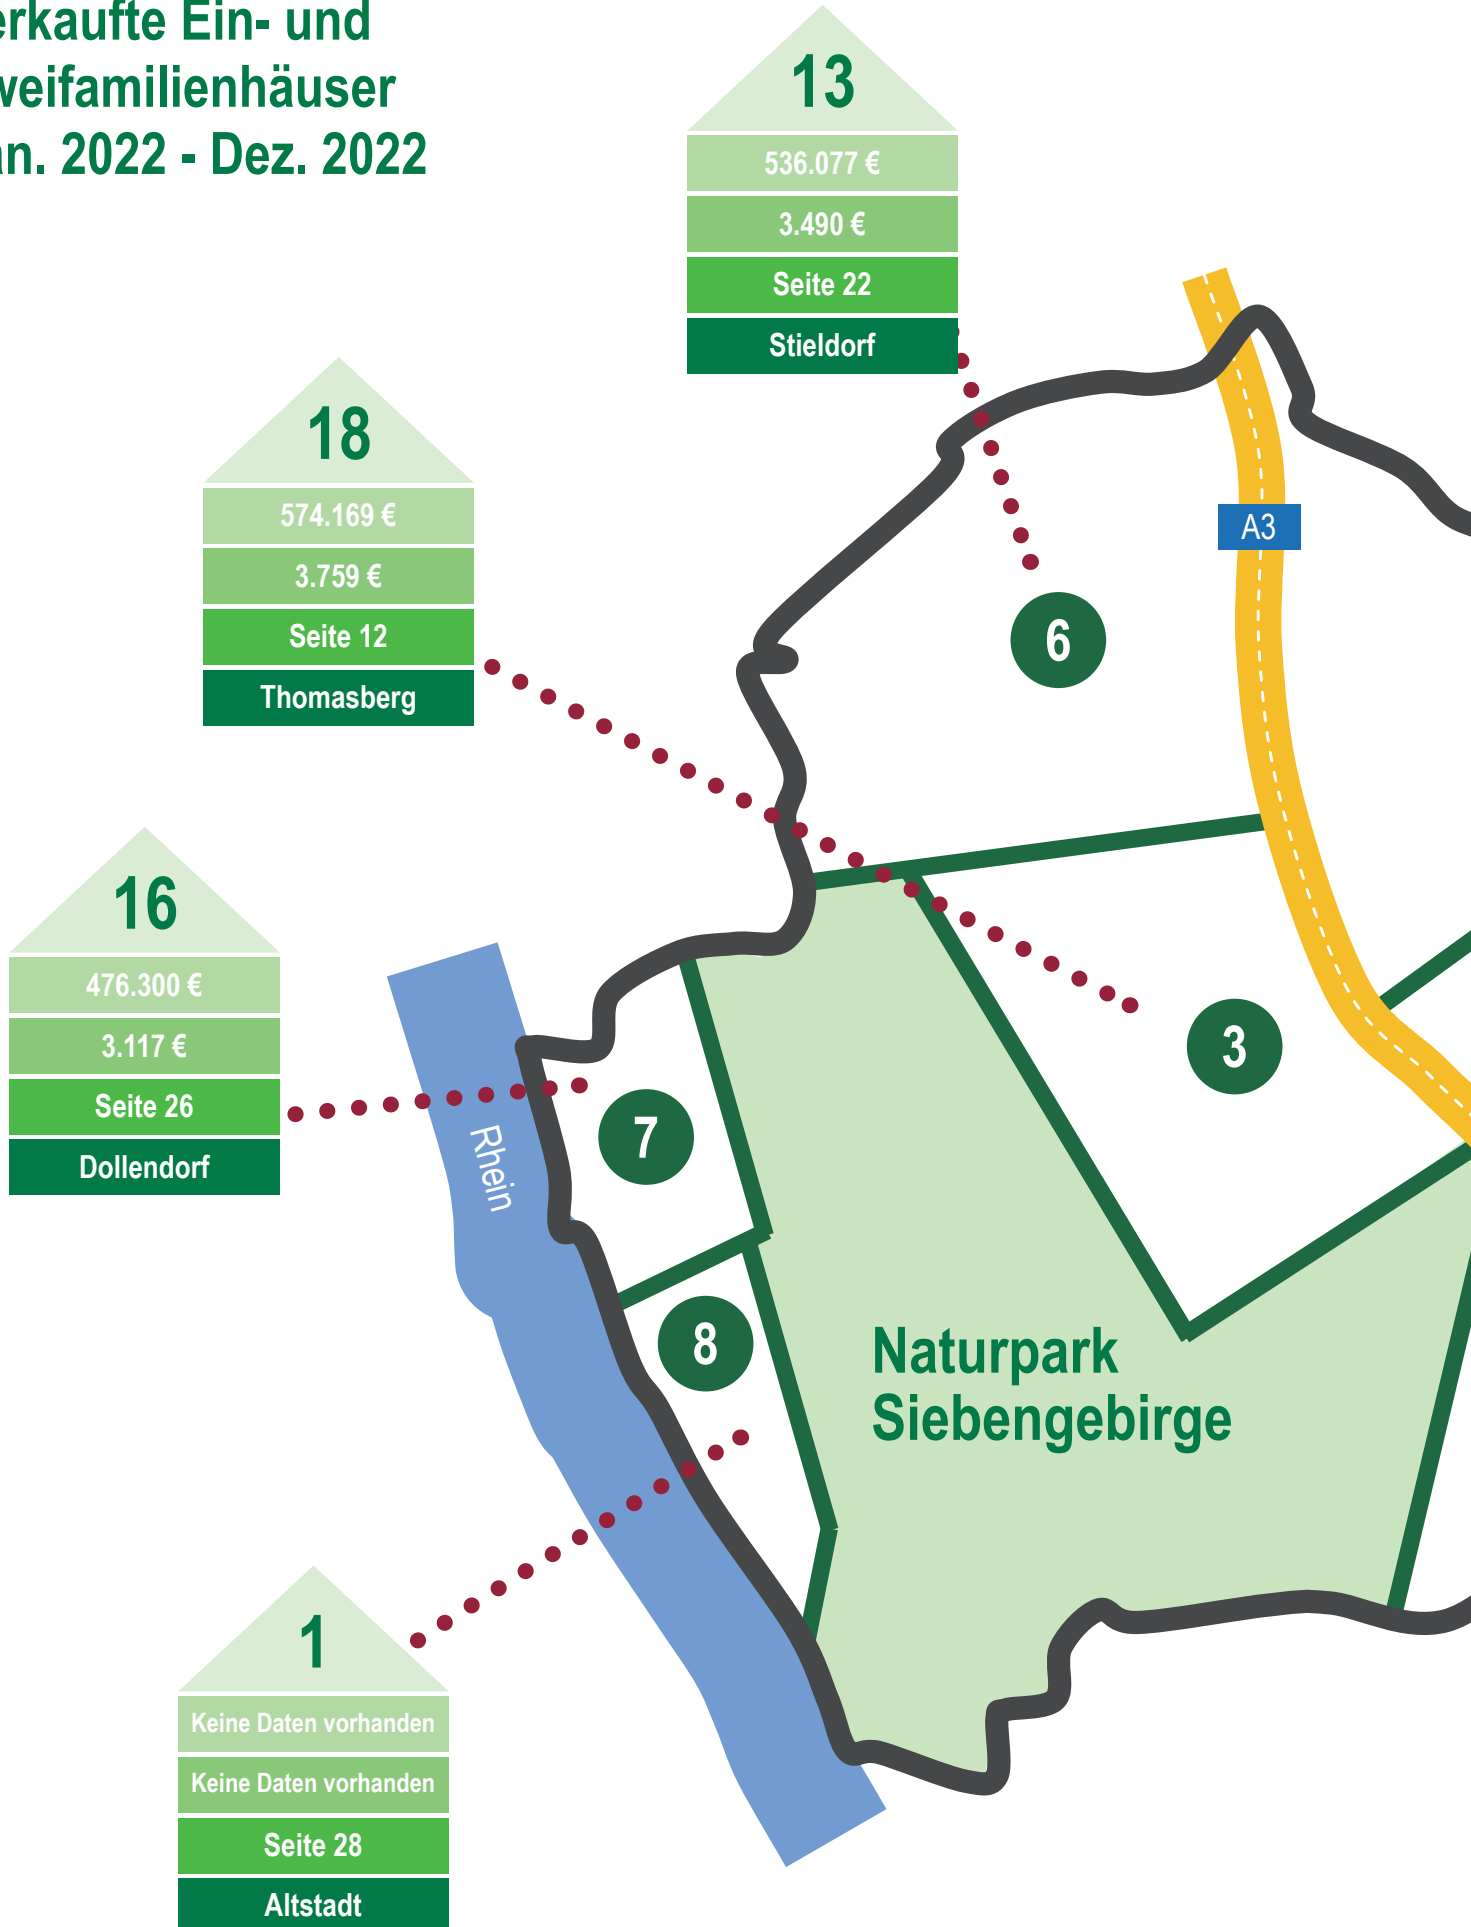 erkaufte Ein- und
weifamilienhäuser
an. 2022 - Dez. 2022
13
536.077 €
3.490 €
Seite 22
Stieldorf
18
574.169 €
3.759 €
Seite 12
Thomasberg
A3
6
16
476.300 €
3.117 €
Seite 26
Dollendorf
3
7
Rhein
8
Naturpark
Siebengebirge
1
Keine Daten vorhanden
Keine Daten vorhanden
Seite 28
Altstadt